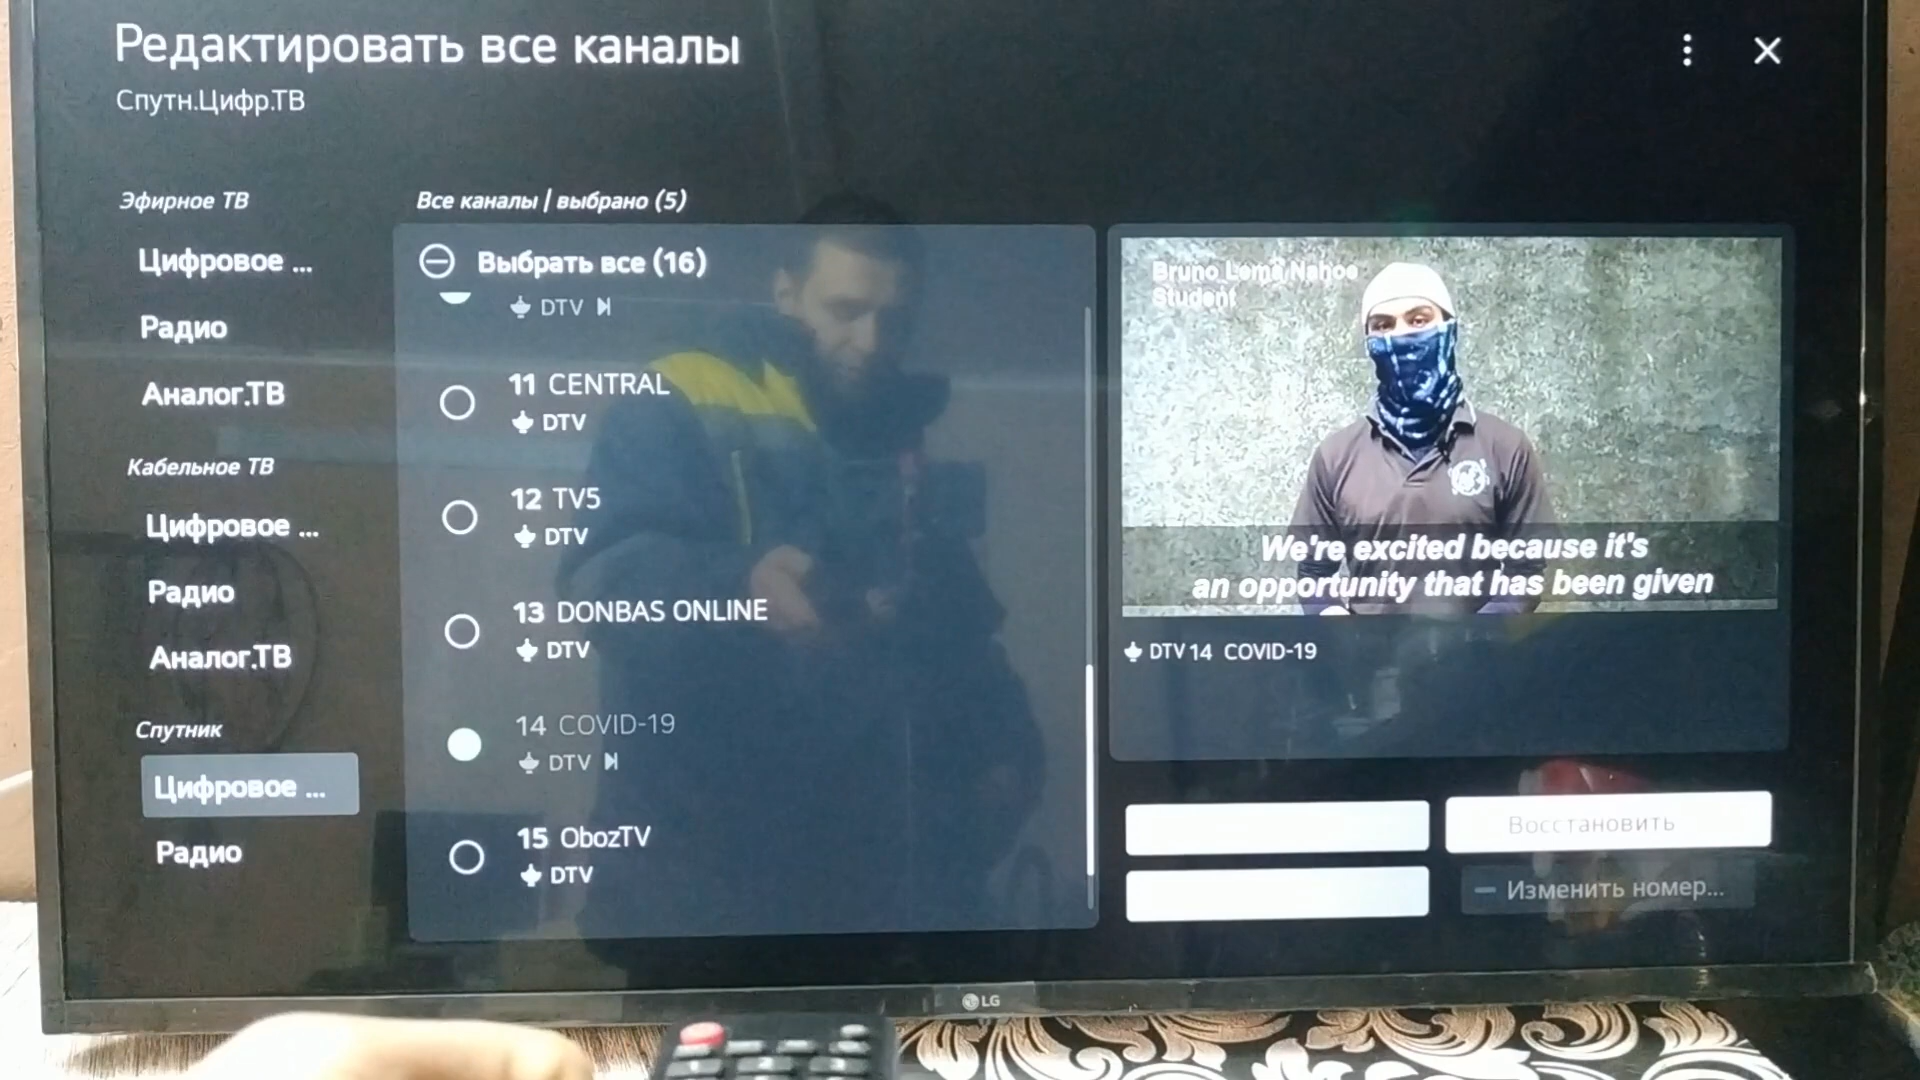 Редактировать все каналы
Спутн.Цифр.ТВ
Эфирное ТВ
Цифровое ...
Радио
Аналог.ТВ
Кабельное ТВ
Цифровое ...
Радио
Аналог.ТВ
Спутник
Цифровое ...
Радио
Все каналы | выбрано (5)
Выбрать все (16)
DTV
11 CENTRAL
DTV
12 TV5
DTV
13 DONBAS ONLINE
DTV
14 COVID-19
DTV
15 ObozTV
DTV
Bruno Lema Nahoe
Student
We're excited because it's
an opportunity that has been given
DTV 14 COVID-19
Восстановить
Изменить номер...
LG